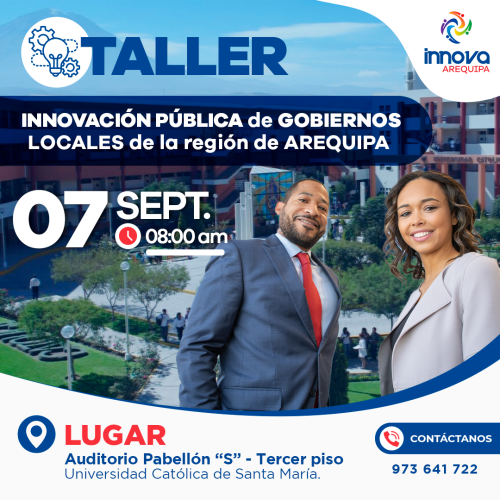 TALLER
innova
AREQUIPA
INNOVACIÓN PÚBLICA de GOBIERNOS
LOCALES de la región de AREQUIPA
07 SEPT.
08:00 am
LUGAR
Auditorio Pabellón “S” - Tercer piso
Universidad Católica de Santa María.
CONTÁCTANOS
973 641 722